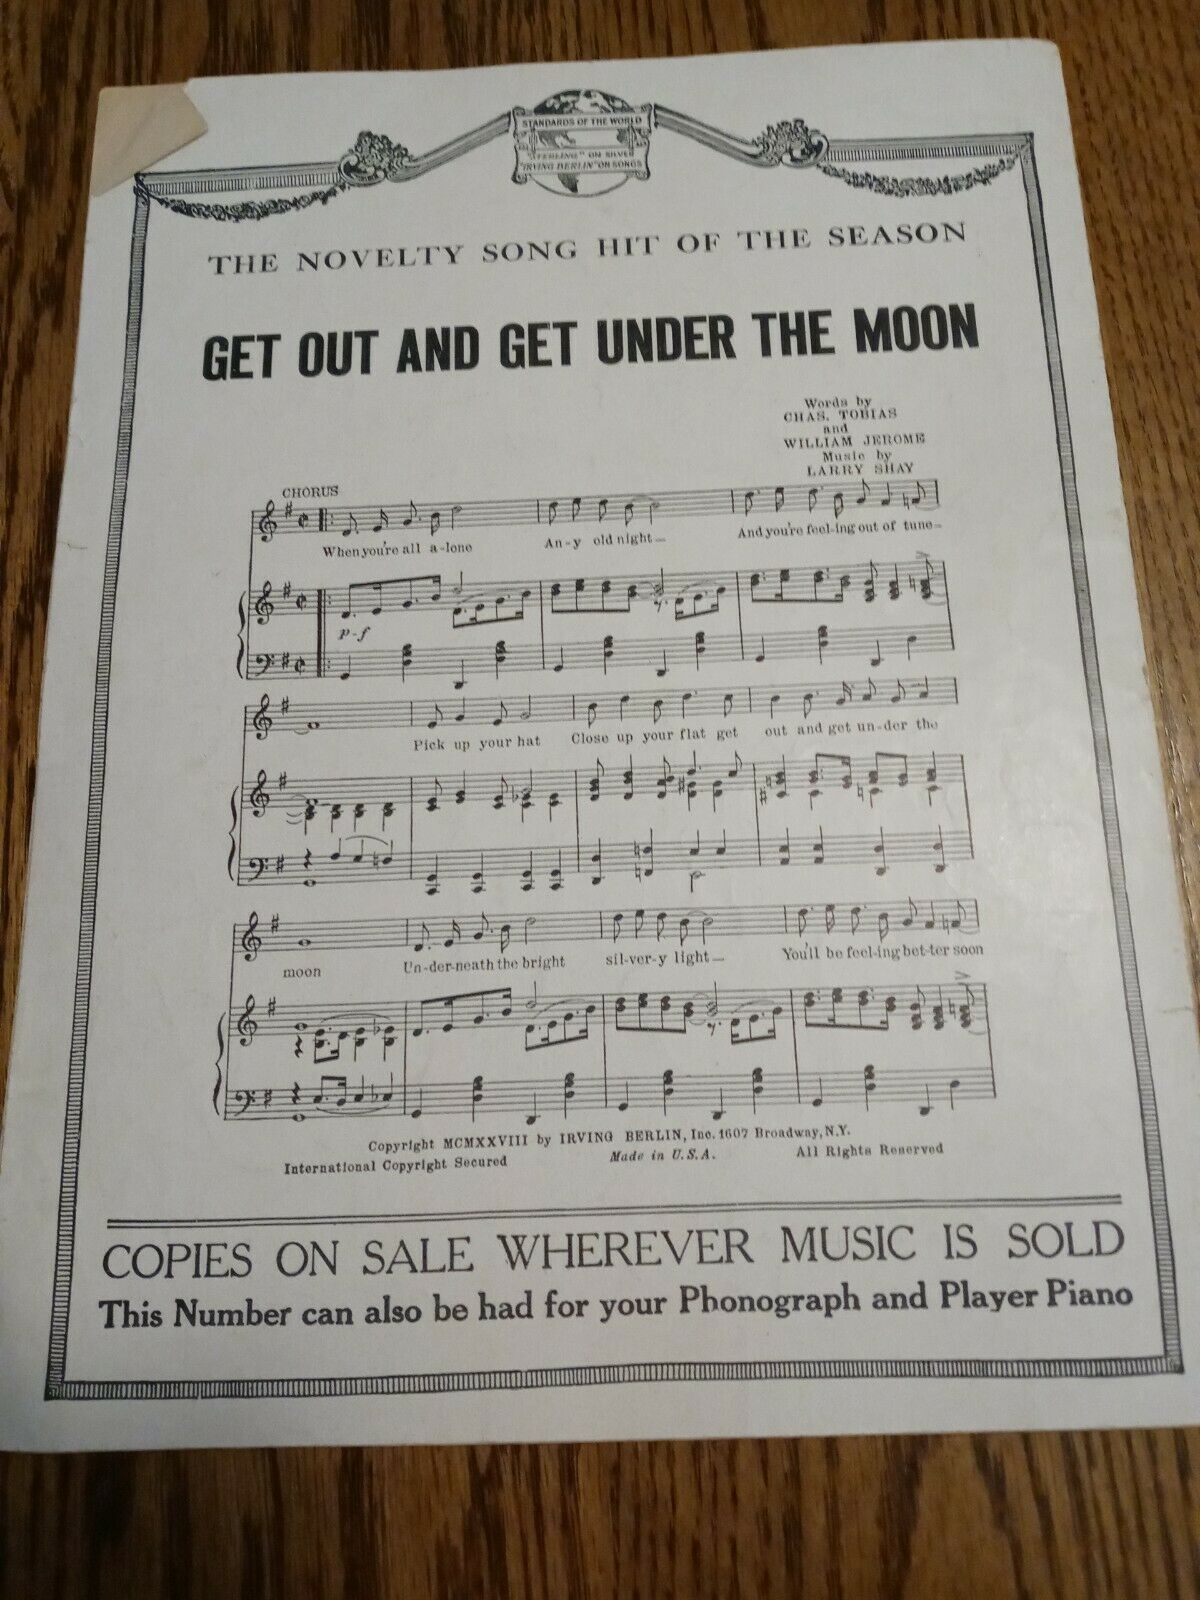 STANDARDS OF THE WORLD
"STERLING" ON SILVER
"IRVING BERLIN" ON SONGS
THE NOVELTY SONG HIT OF THE SEASON
GET OUT AND GET UNDER THE MOON
Words by
CHAS. TOBIAS
and
WILLIAM JEROME
Music by
LARRY SHAY
CHORUS
When you're all a-lone An-y old night— And you're feel-ing out of tune—
p-f
Pick up your hat Close up your flat get out and get un-der the
moon Un-der-neath the bright sil-ver-y light— You'll be feel-ing bet-ter soon
Copyright MCMXXVIII by IRVING BERLIN, Inc. 1607 Broadway, N.Y.
International Copyright Secured Made in U.S.A. All Rights Reserved
COPIES ON SALE WHEREVER MUSIC IS SOLD
This Number can also be had for your Phonograph and Player Piano